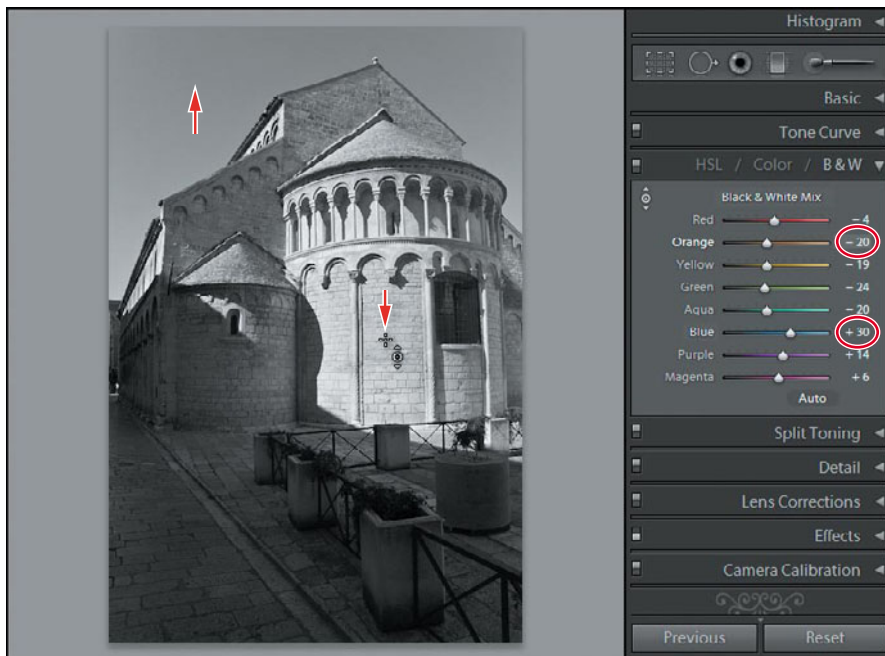 Histogram
Basic
Tone Curve
HSL / Color / B & W
Black & White Mix
Red − 4
Orange − 20
Yellow − 19
Green − 24
Aqua − 20
Blue + 30
Purple + 14
Magenta + 6
Auto
Split Toning
Detail
Lens Corrections
Effects
Camera Calibration
Previous Reset